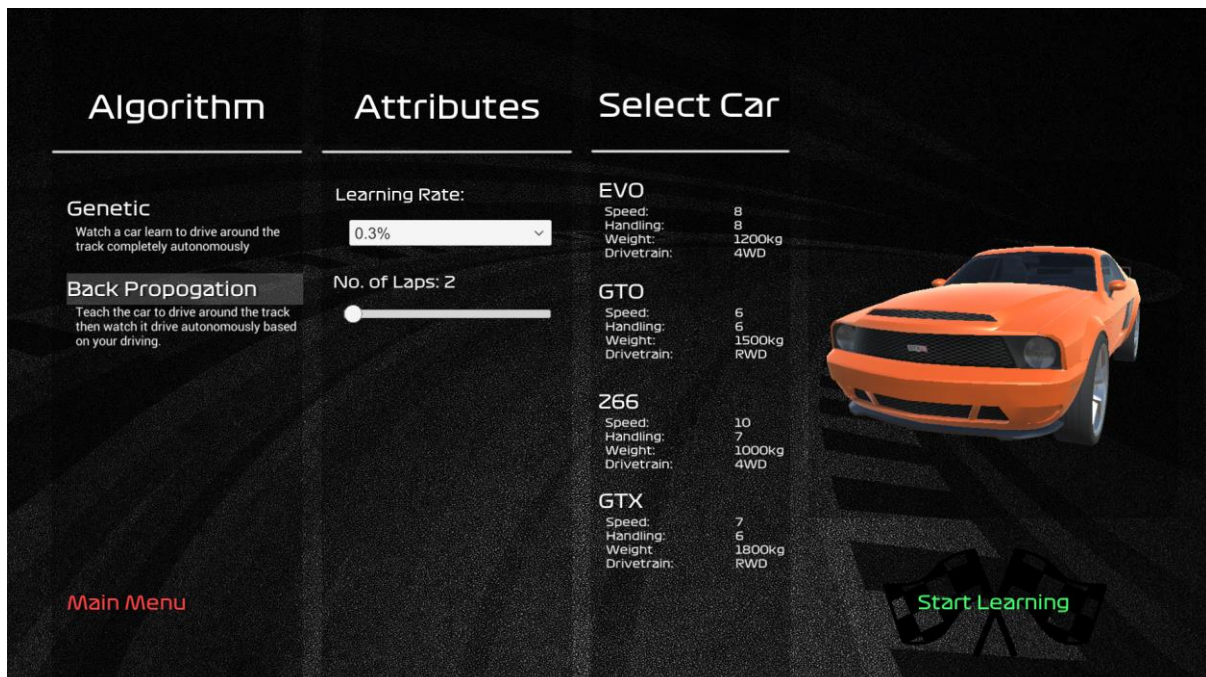 Algorithm
Attributes
Select Car
Genetic
Watch a car learn to drive around the
track completely autonomously
Back Propogation
Teach the car to drive around the track
then watch it drive autonomously based
on your driving.
Learning Rate:
0.3%
No. of Laps: 2
EVO
Speed: 8
Handling: 8
Weight: 1200kg
Drivetrain: 4WD
GTO
Speed: 6
Handling: 6
Weight: 1500kg
Drivetrain: RWD
Z66
Speed: 10
Handling: 7
Weight: 1000kg
Drivetrain: 4WD
GTX
Speed: 7
Handling: 6
Weight 1800kg
Drivetrain: RWD
Main Menu
Start Learning